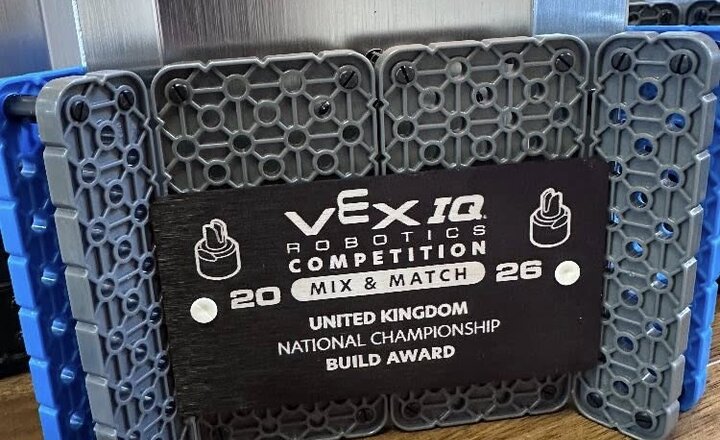 VEX IQ
ROBOTICS
COMPETITION
20 MIX & MATCH 26
UNITED KINGDOM
NATIONAL CHAMPIONSHIP
BUILD AWARD